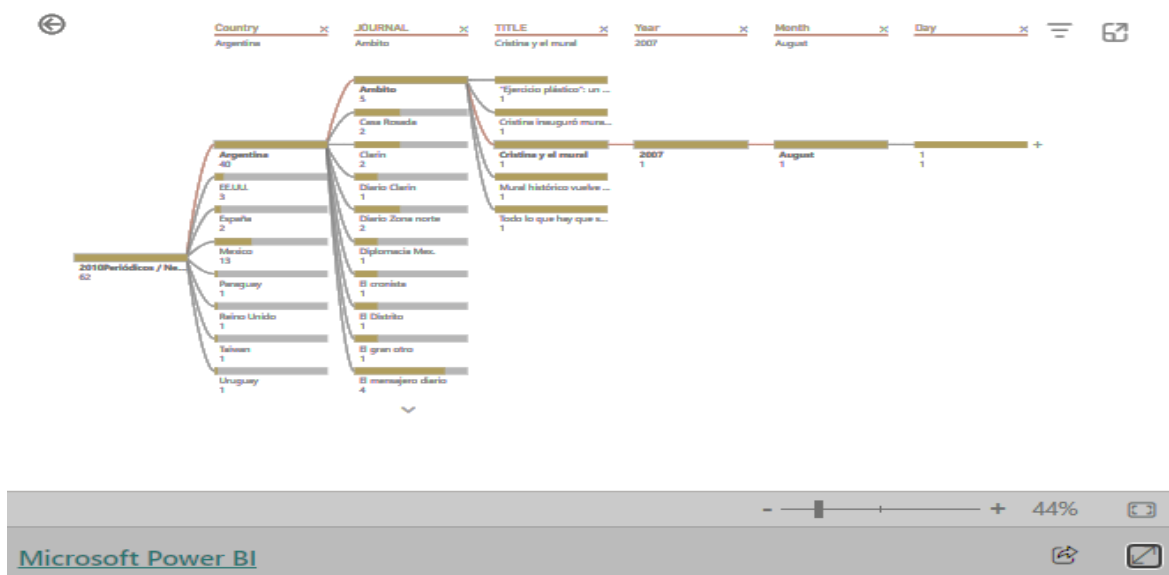 Country × JOURNAL × TITLE × Year × Month × Day ×
Argentina Ambito Cristina y el mural 2007 August
Ambito
5
Casa Rosada
2
Clarin
2
Diario Clarin
1
Diario Zona norte
2
Diplomacia Mex.
1
El cronista
1
El Distrito
1
El gran otro
1
El mensajero diario
4
"Ejercicio plástico": un ...
1
Cristina inauguró mura...
1
Cristina y el mural
1
Mural histórico vuelve ...
1
Todo lo que hay que s...
1
2007
1
August
1
1
1
+
Argentina
40
EE.UU.
3
España
2
Mexico
13
Paraguay
1
Reino Unido
1
Taiwan
1
Uruguay
1
2010Periódicos / Ne...
62
- + 44%
Microsoft Power BI